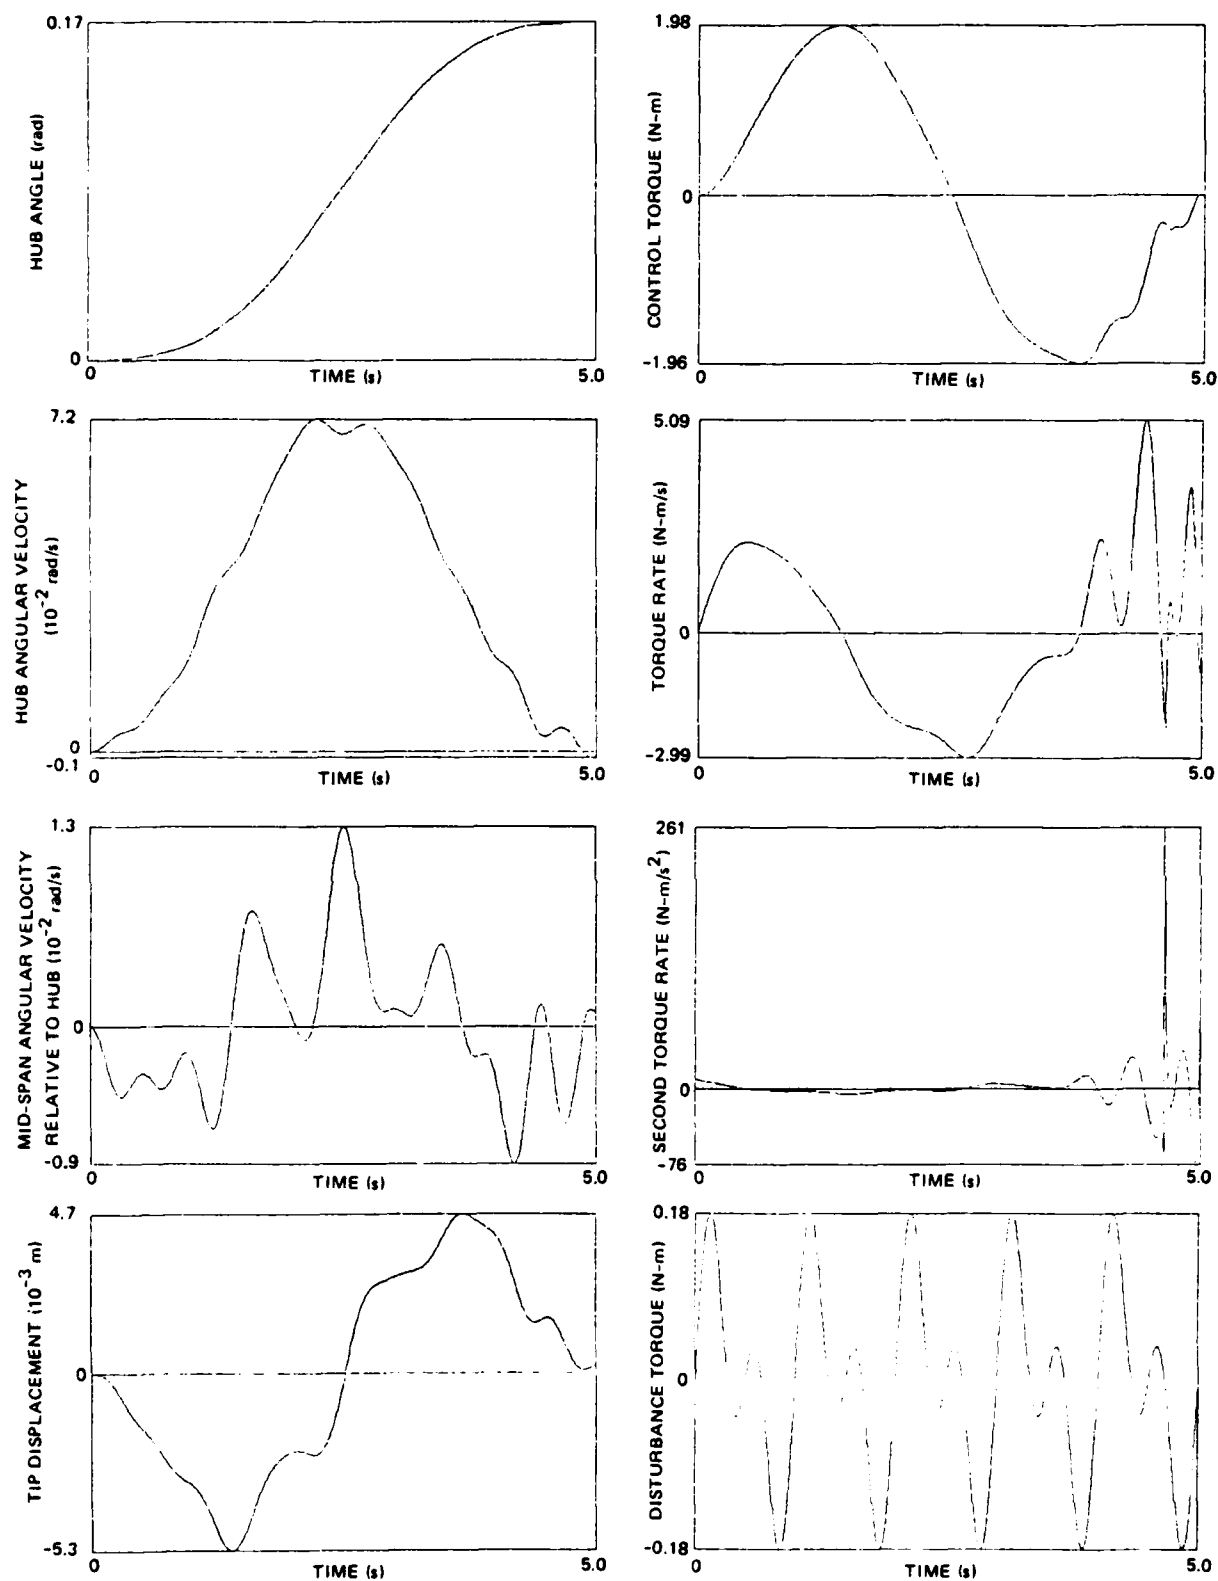 0.17
HUB ANGLE (rad)
0
0
TIME (s)
5.0
1.98
CONTROL TORQUE (N-m)
0
-1.96
0
TIME (s)
5.0
7.2
HUB ANGULAR VELOCITY
(10⁻² rad/s)
0
-0.1
0
TIME (s)
5.0
5.09
TORQUE RATE (N-m/s)
0
-2.99
0
TIME (s)
5.0
1.3
MID-SPAN ANGULAR VELOCITY
RELATIVE TO HUB (10⁻² rad/s)
0
-0.9
0
TIME (s)
5.0
261
SECOND TORQUE RATE (N-m/s²)
0
-76
0
TIME (s)
5.0
4.7
TIP DISPLACEMENT (10⁻³ m)
0
-5.3
0
TIME (s)
5.0
0.18
DISTURBANCE TORQUE (N-m)
0
-0.18
0
TIME (s)
5.0